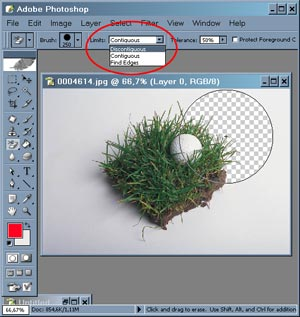 Adobe Photoshop
File Edit Image Layer Select Filter View Window Help
Brush: 250 Limits: Contiguous Tolerance: 50% Protect Foreground C
Discontiguous
Contiguous
Find Edges
0004614.jpg @ 66,7% (Layer 0, RGB/8)
Untitled
66,67% Doc: 854,6K/1,11M Click and drag to erase. Use Shift, Alt, and Ctrl for addition